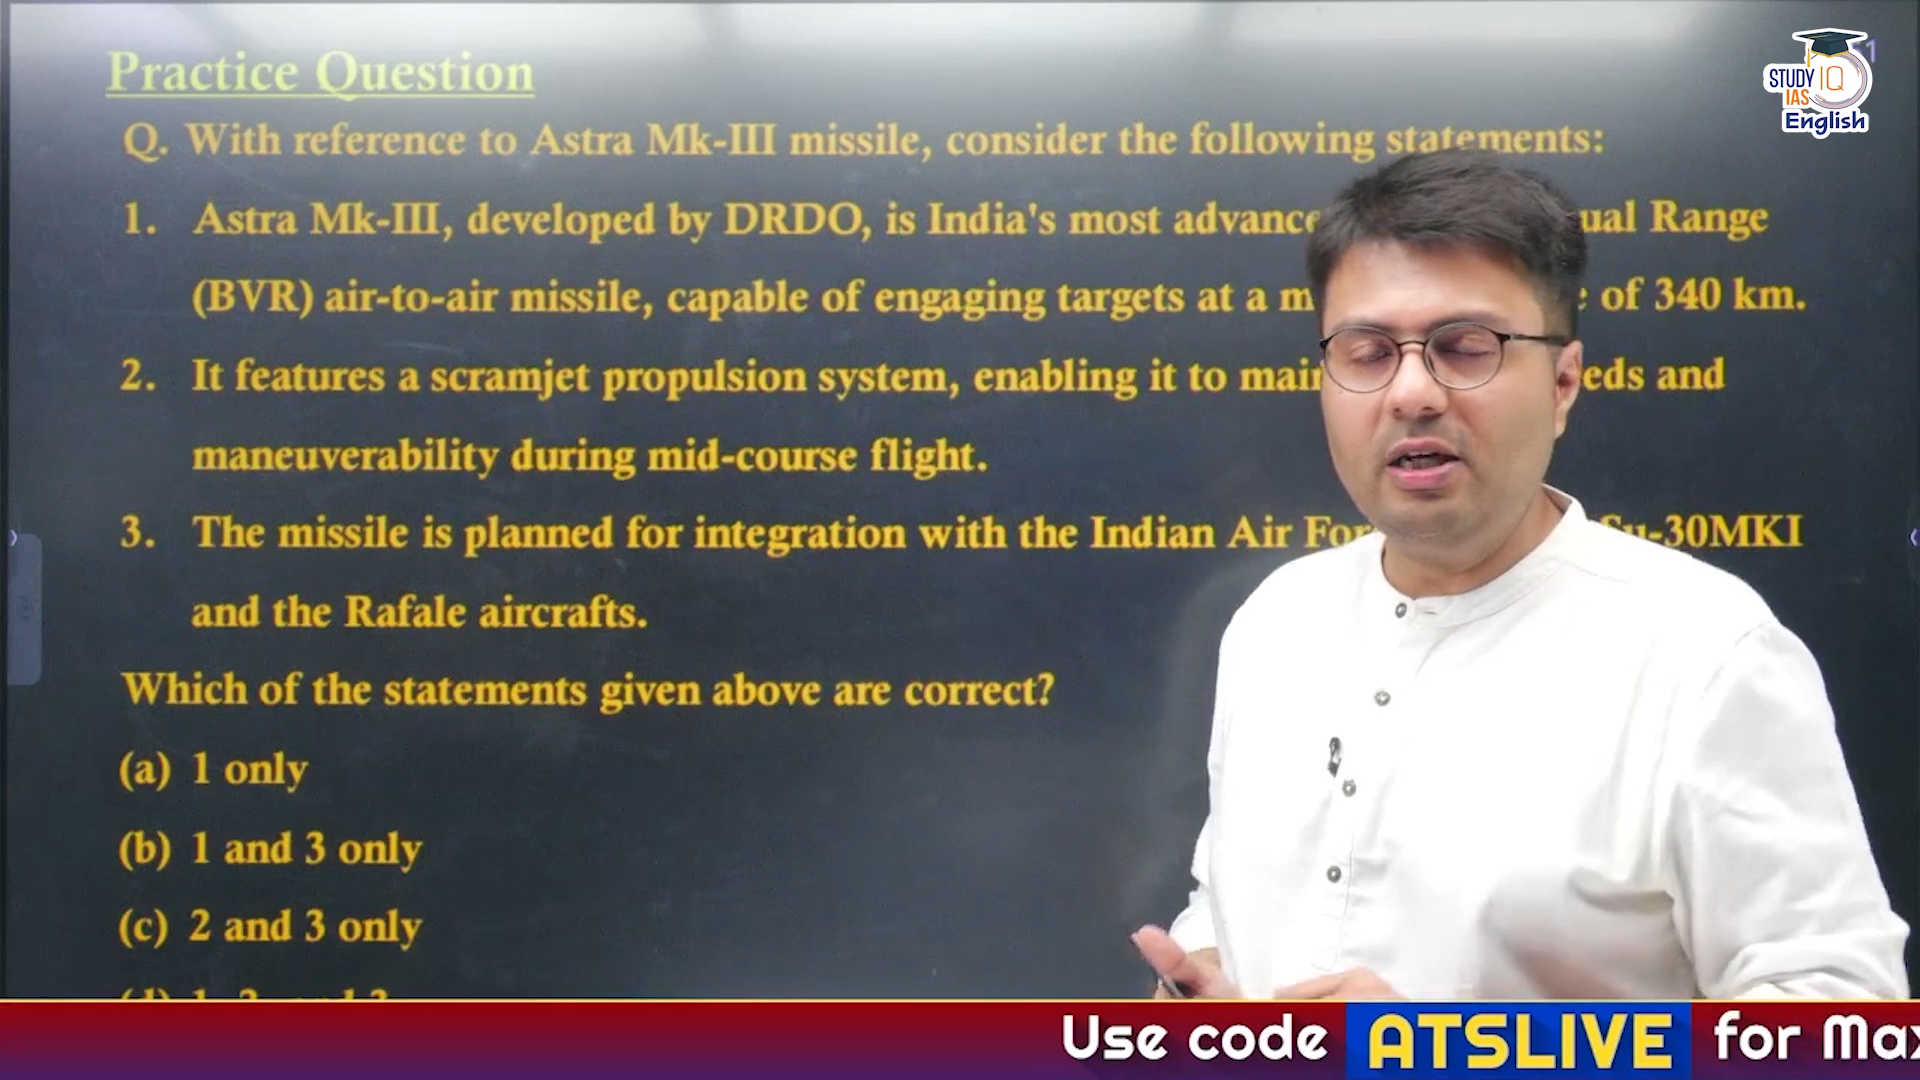 Practice Question
Q. With reference to Astra Mk-III missile, consider the following statements:
1. Astra Mk-III, developed by DRDO, is India's most advance ual Range
(BVR) air-to-air missile, capable of engaging targets at a m of 340 km.
2. It features a scramjet propulsion system, enabling it to main eds and
maneuverability during mid-course flight.
3. The missile is planned for integration with the Indian Air For Su-30MKI
and the Rafale aircrafts.
Which of the statements given above are correct?
(a) 1 only
(b) 1 and 3 only
(c) 2 and 3 only
STUDY IQ
IAS
English
Use code ATSLIVE for Max